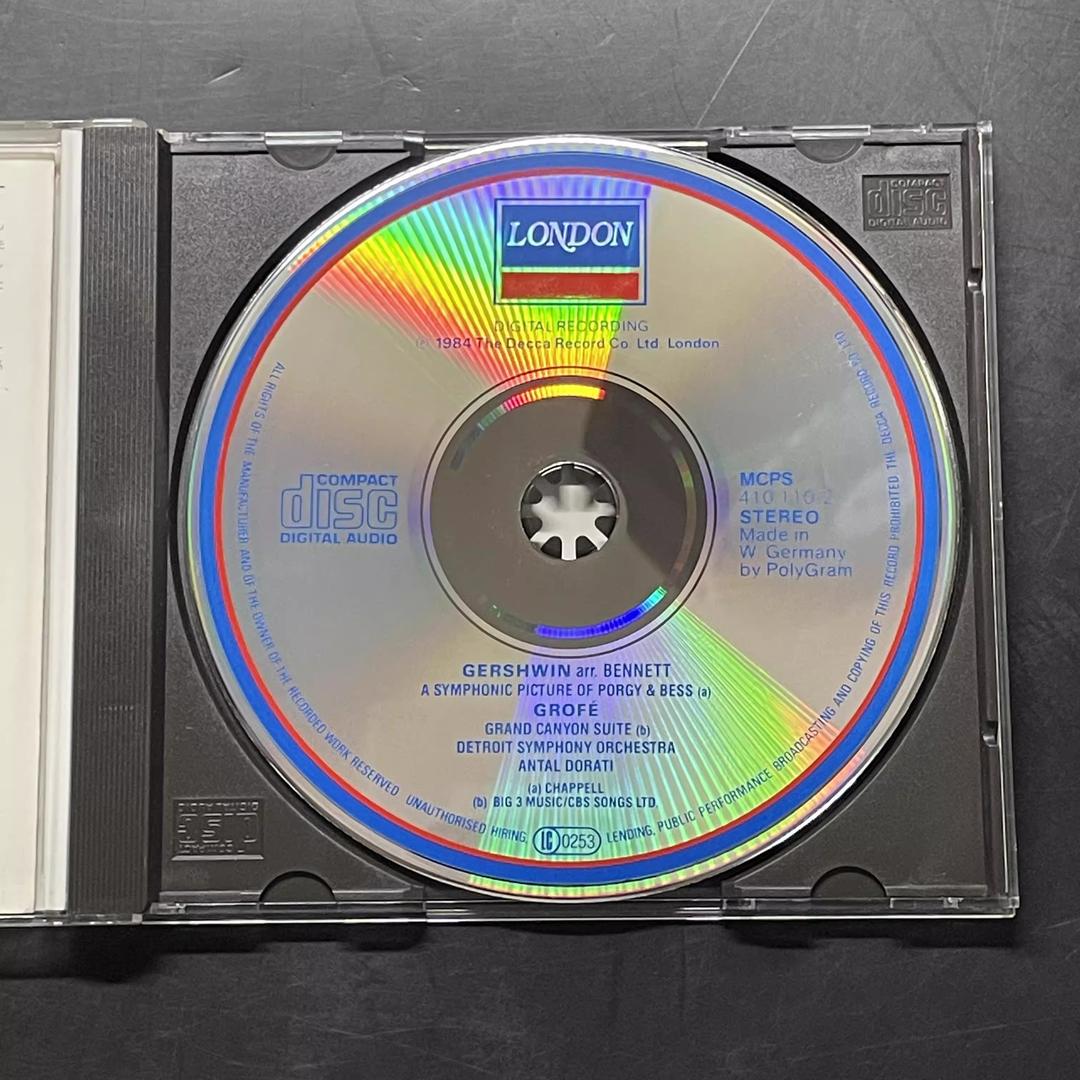 LONDON
DIGITAL RECORDING
℗ 1984 The Decca Record Co. Ltd. London
COMPACT
disc
DIGITAL AUDIO
MCPS
410 110-2
STEREO
Made in
W. Germany
by PolyGram
GERSHWIN arr. BENNETT
A SYMPHONIC PICTURE OF PORGY & BESS (a)
GROFÉ
GRAND CANYON SUITE (b)
DETROIT SYMPHONY ORCHESTRA
ANTAL DORATI
(a) CHAPPELL
(b) BIG 3 MUSIC/CBS SONGS LTD.
ALL RIGHTS OF THE MANUFACTURER AND OF THE OWNER OF THE RECORDED WORK RESERVED UNAUTHORISED HIRING, LENDING, PUBLIC PERFORMANCE BROADCASTING AND COPYING OF THIS RECORD PROHIBITED THE DECCA RECORD CO LTD
LC 0253
COMPACT
disc
DIGITAL AUDIO
COMPACT
disc
DIGITAL AUDIO